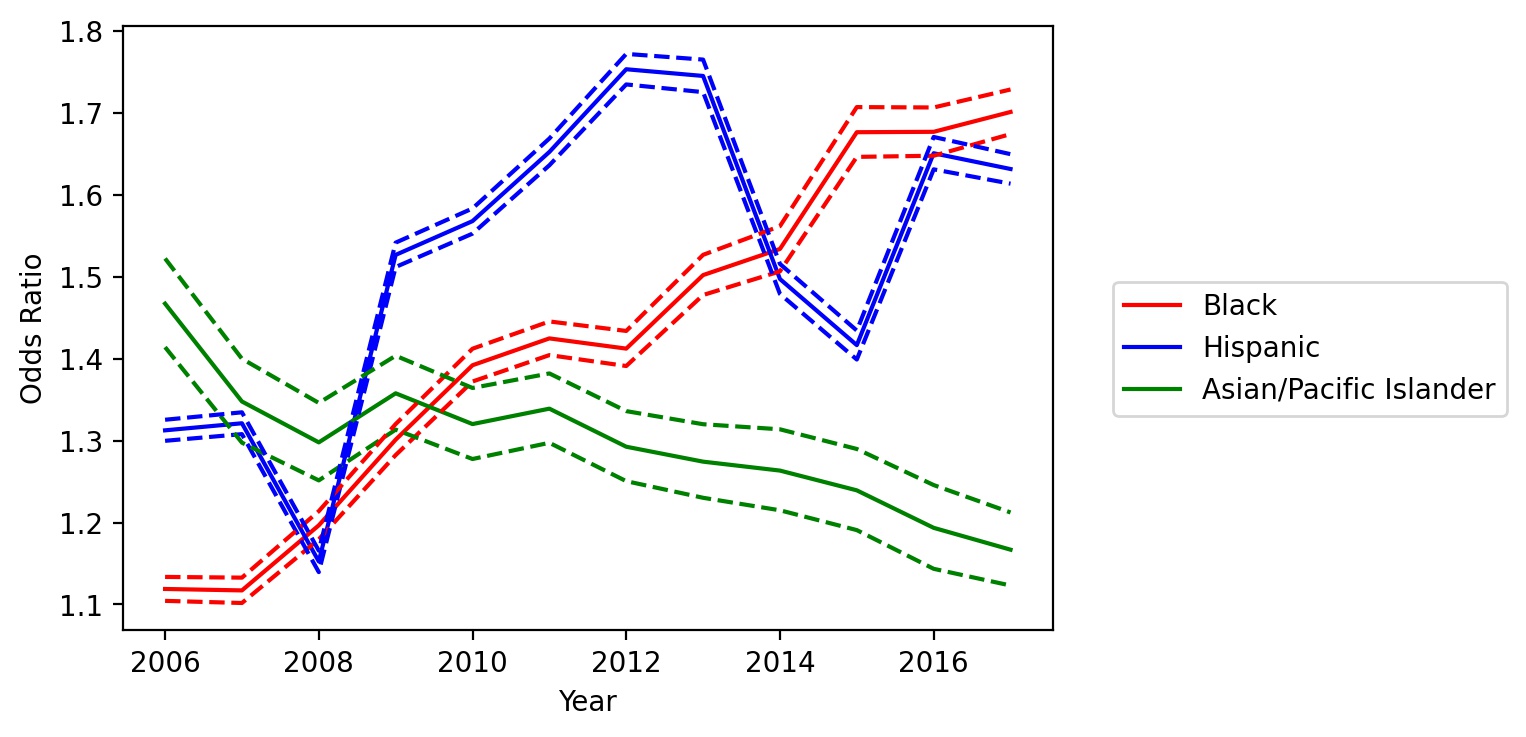 1.8
1.7
1.6
1.5
1.4
1.3
1.2
1.1
Odds Ratio
2006 2008 2010 2012 2014 2016
Year
Black
Hispanic
Asian/Pacific Islander